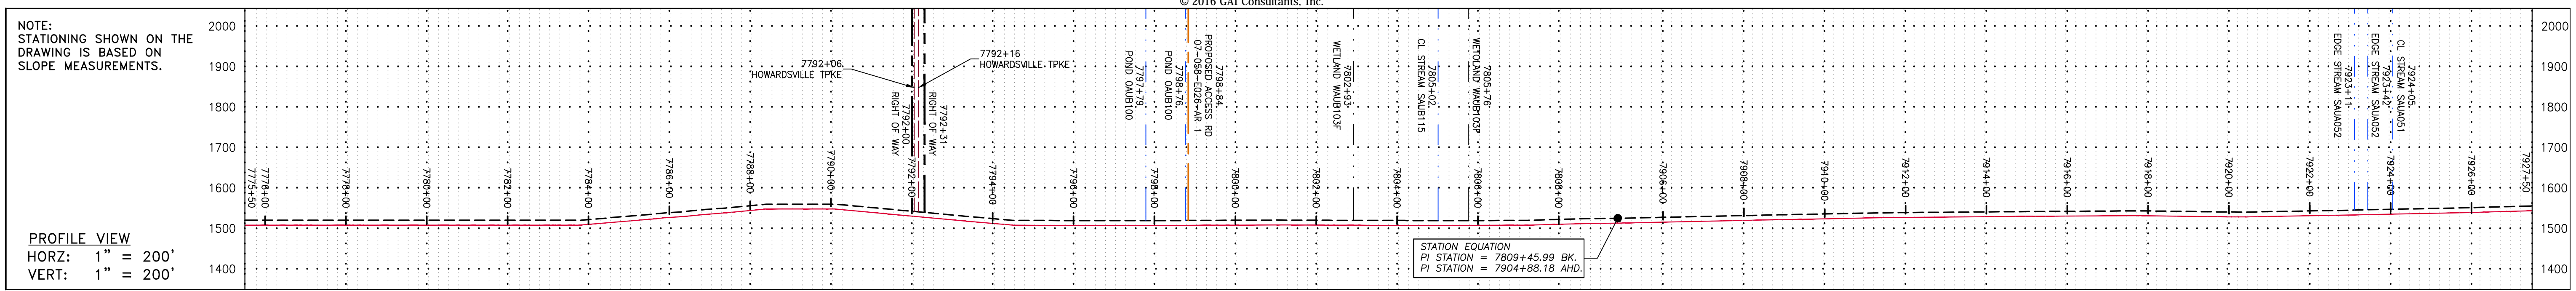 © 2016 GAI Consultants, Inc.
NOTE:
STATIONING SHOWN ON THE
DRAWING IS BASED ON
SLOPE MEASUREMENTS.
PROFILE VIEW
HORZ: 1" = 200'
VERT: 1" = 200'
2000
1900
1800
1700
1600
1500
1400
7775+50
7776+00
7778+00
7780+00
7782+00
7784+00
7786+00
7788+00
7790+00
7792+06
HOWARDSVILLE TPKE
7792+00
RIGHT OF WAY
7792+00
7792+16
HOWARDSVILLE TPKE
7792+31
RIGHT OF WAY
7794+00
7796+00
7797+79
POND OAUB100
7798+00
7798+76
POND OAUB100
7798+84
PROPOSED ACCESS RD
07-058-E026-AR 1
7800+00
7802+00
7802+93
WETLAND WAUB103F
7804+00
7805+02
CL STREAM SAUB115
7805+76
WETOLAND WAUB103P
7806+00
7808+00
STATION EQUATION
PI STATION = 7809+45.99 BK.
PI STATION = 7904+88.18 AHD.
7906+00
7908+00
7910+00
7912+00
7914+00
7916+00
7918+00
7920+00
7922+00
7923+11
EDGE STREAM SAUA052
7923+42
EDGE STREAM SAUA052
7924+05
CL STREAM SAUA051
7924+00
7926+00
7927+50
2000
1900
1800
1700
1600
1500
1400